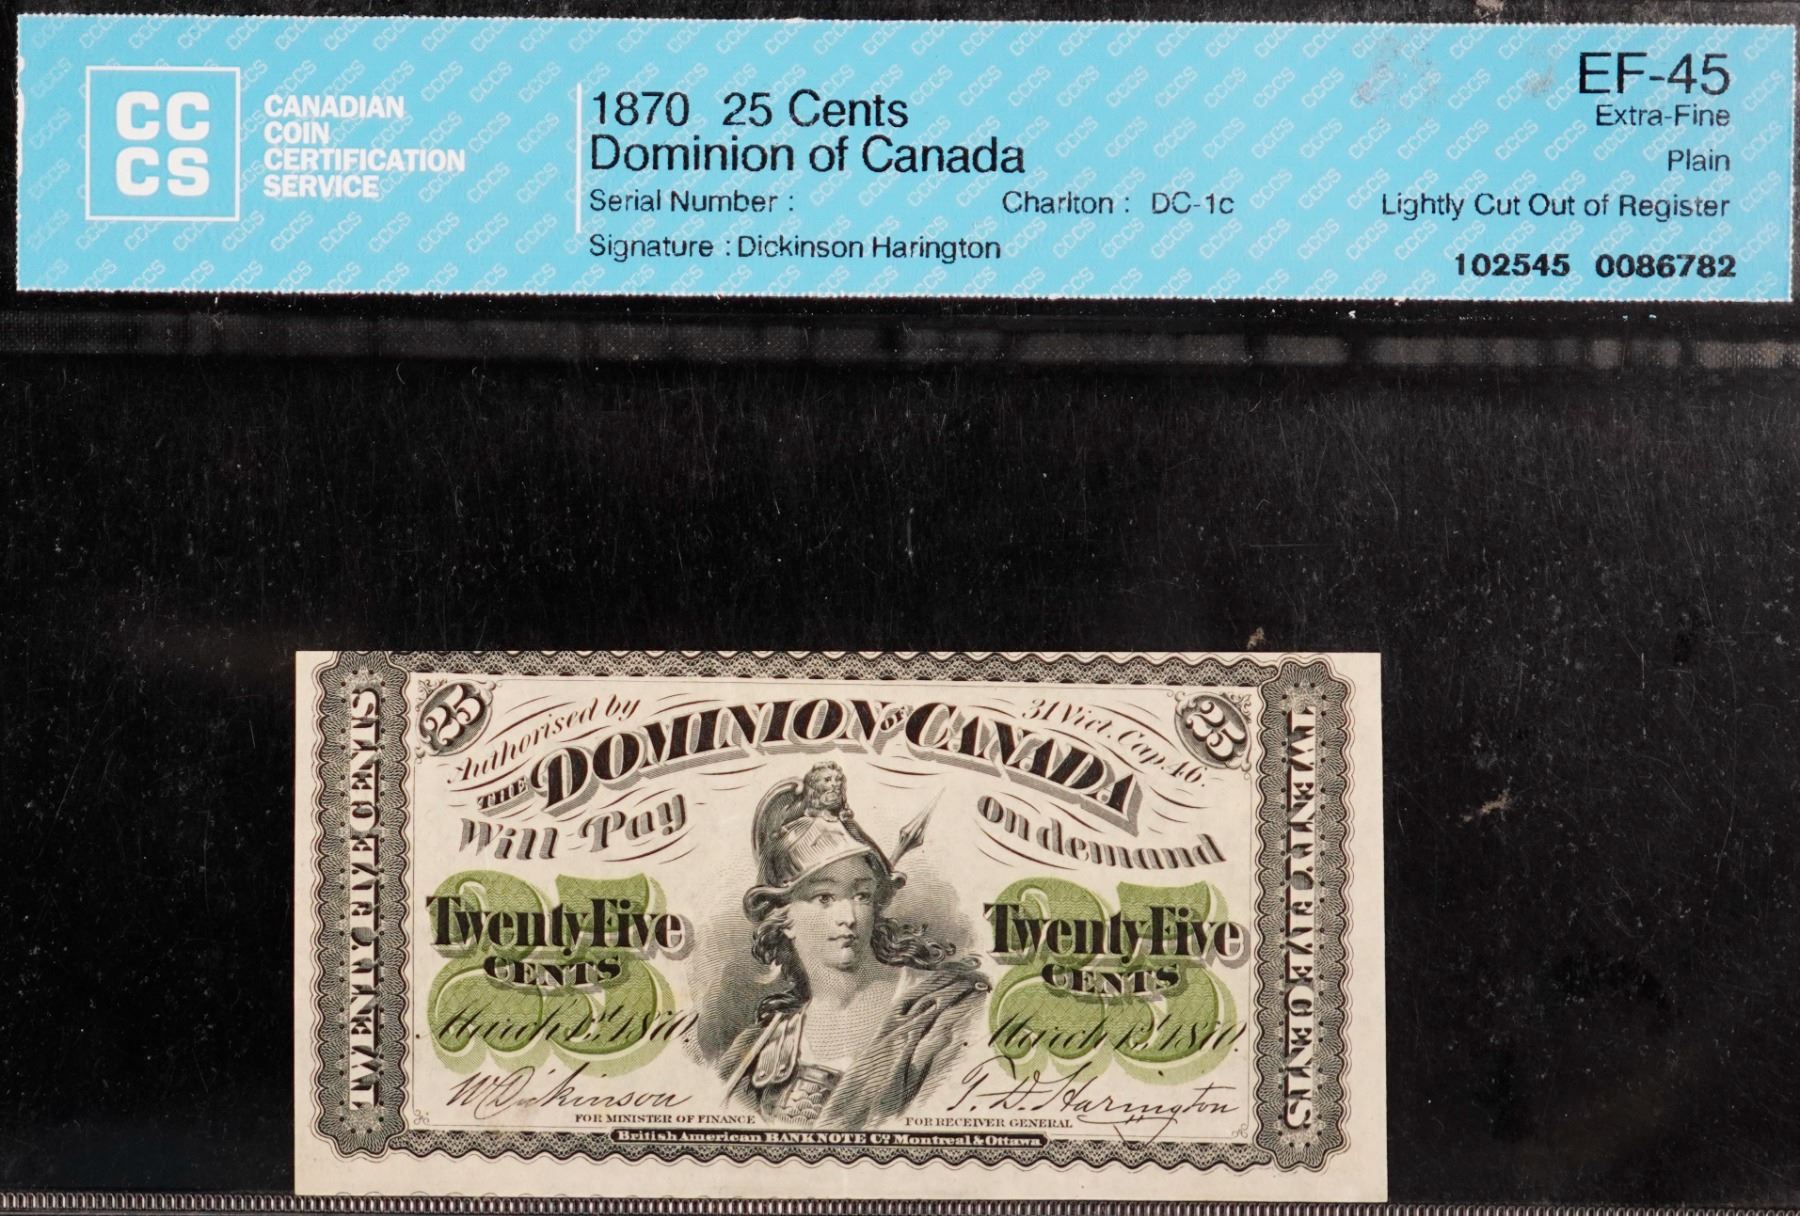 CC
CS
CANADIAN
COIN
CERTIFICATION
SERVICE
1870 25 Cents
Dominion of Canada
Serial Number :
Charlton : DC-1c
Signature : Dickinson Harington
EF-45
Extra-Fine
Plain
Lightly Cut Out of Register
102545 0086782
25
25
Authorised by
31 Vict. Cap. 46.
THE DOMINION OF CANADA
Will Pay
On demand
25
25
Twenty Five
CENTS
Twenty Five
CENTS
March 1st, 1870.
March 1st, 1870.
W Dickinson
T. D. Harington
FOR MINISTER OF FINANCE
FOR RECEIVER GENERAL
British American BANK NOTE Co. Montreal & Ottawa
TWENTY FIVE CENTS
TWENTY FIVE CENTS